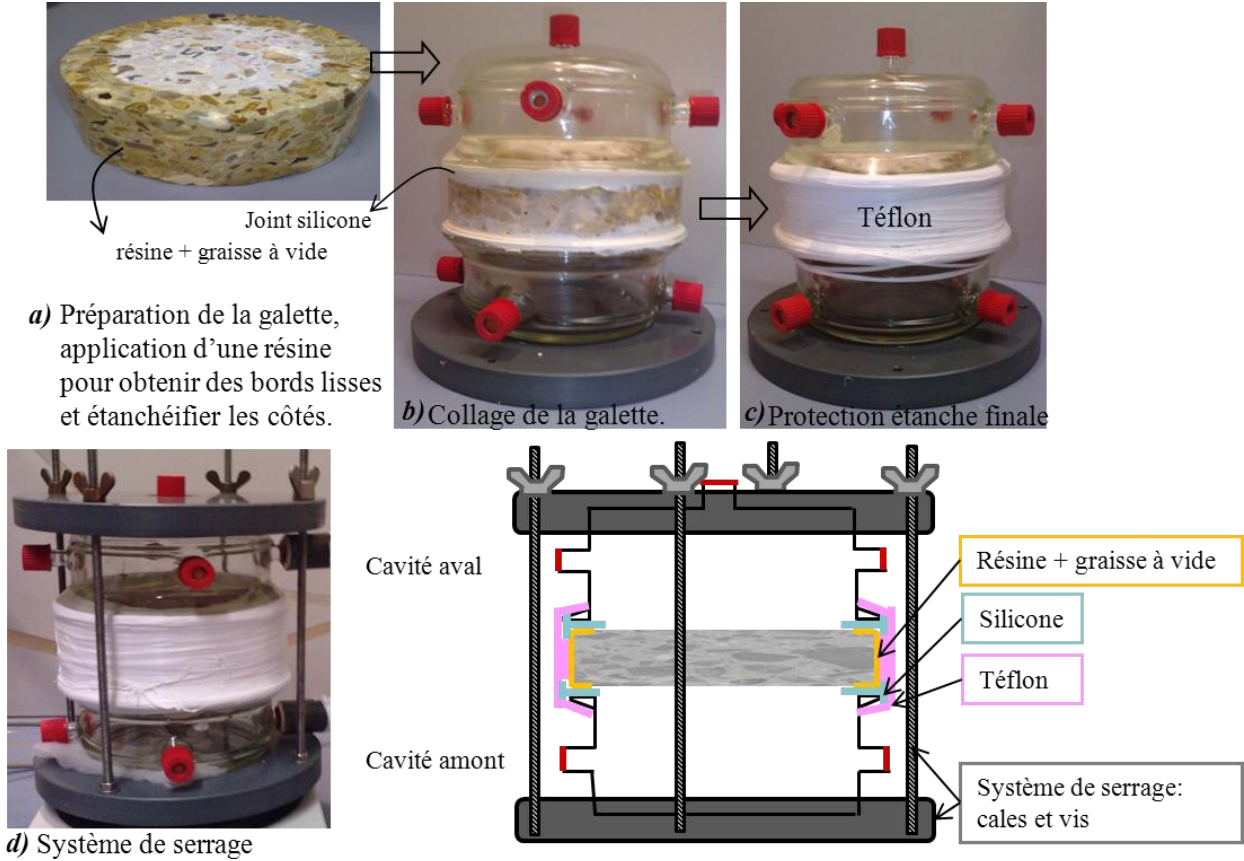 Joint silicone
résine + graisse à vide
Téflon
a) Préparation de la galette,
application d'une résine
pour obtenir des bords lisses
et étanchéifier les côtés.
b) Collage de la galette.
c) Protection étanche finale
Cavité aval
Résine + graisse à vide
Silicone
Téflon
Cavité amont
Système de serrage:
cales et vis
d) Système de serrage